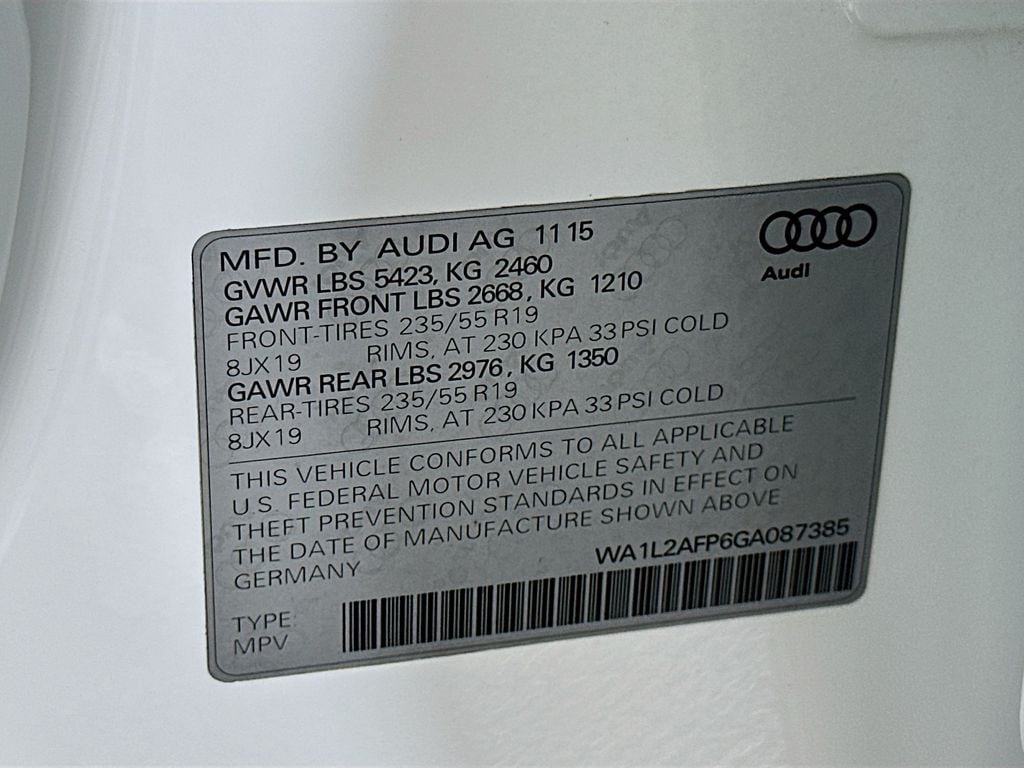 MFD. BY AUDI AG 11 15
GVWR LBS 5423, KG 2460
GAWR FRONT LBS 2668, KG 1210
FRONT-TIRES 235/55 R19
8JX19 RIMS, AT 230 KPA 33 PSI COLD
GAWR REAR LBS 2976, KG 1350
REAR-TIRES 235/55 R19
8JX19 RIMS, AT 230 KPA 33 PSI COLD
Audi
THIS VEHICLE CONFORMS TO ALL APPLICABLE
U.S. FEDERAL MOTOR VEHICLE SAFETY AND
THEFT PREVENTION STANDARDS IN EFFECT ON
THE DATE OF MANUFACTURE SHOWN ABOVE
GERMANY WA1L2AFP6GA087385
TYPE:
MPV